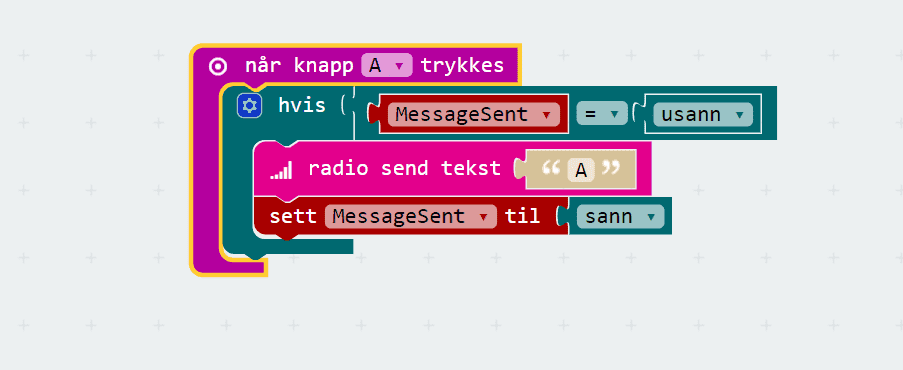 når knapp A trykkes
hvis MessageSent = usann
radio send tekst “ A ”
sett MessageSent til sann